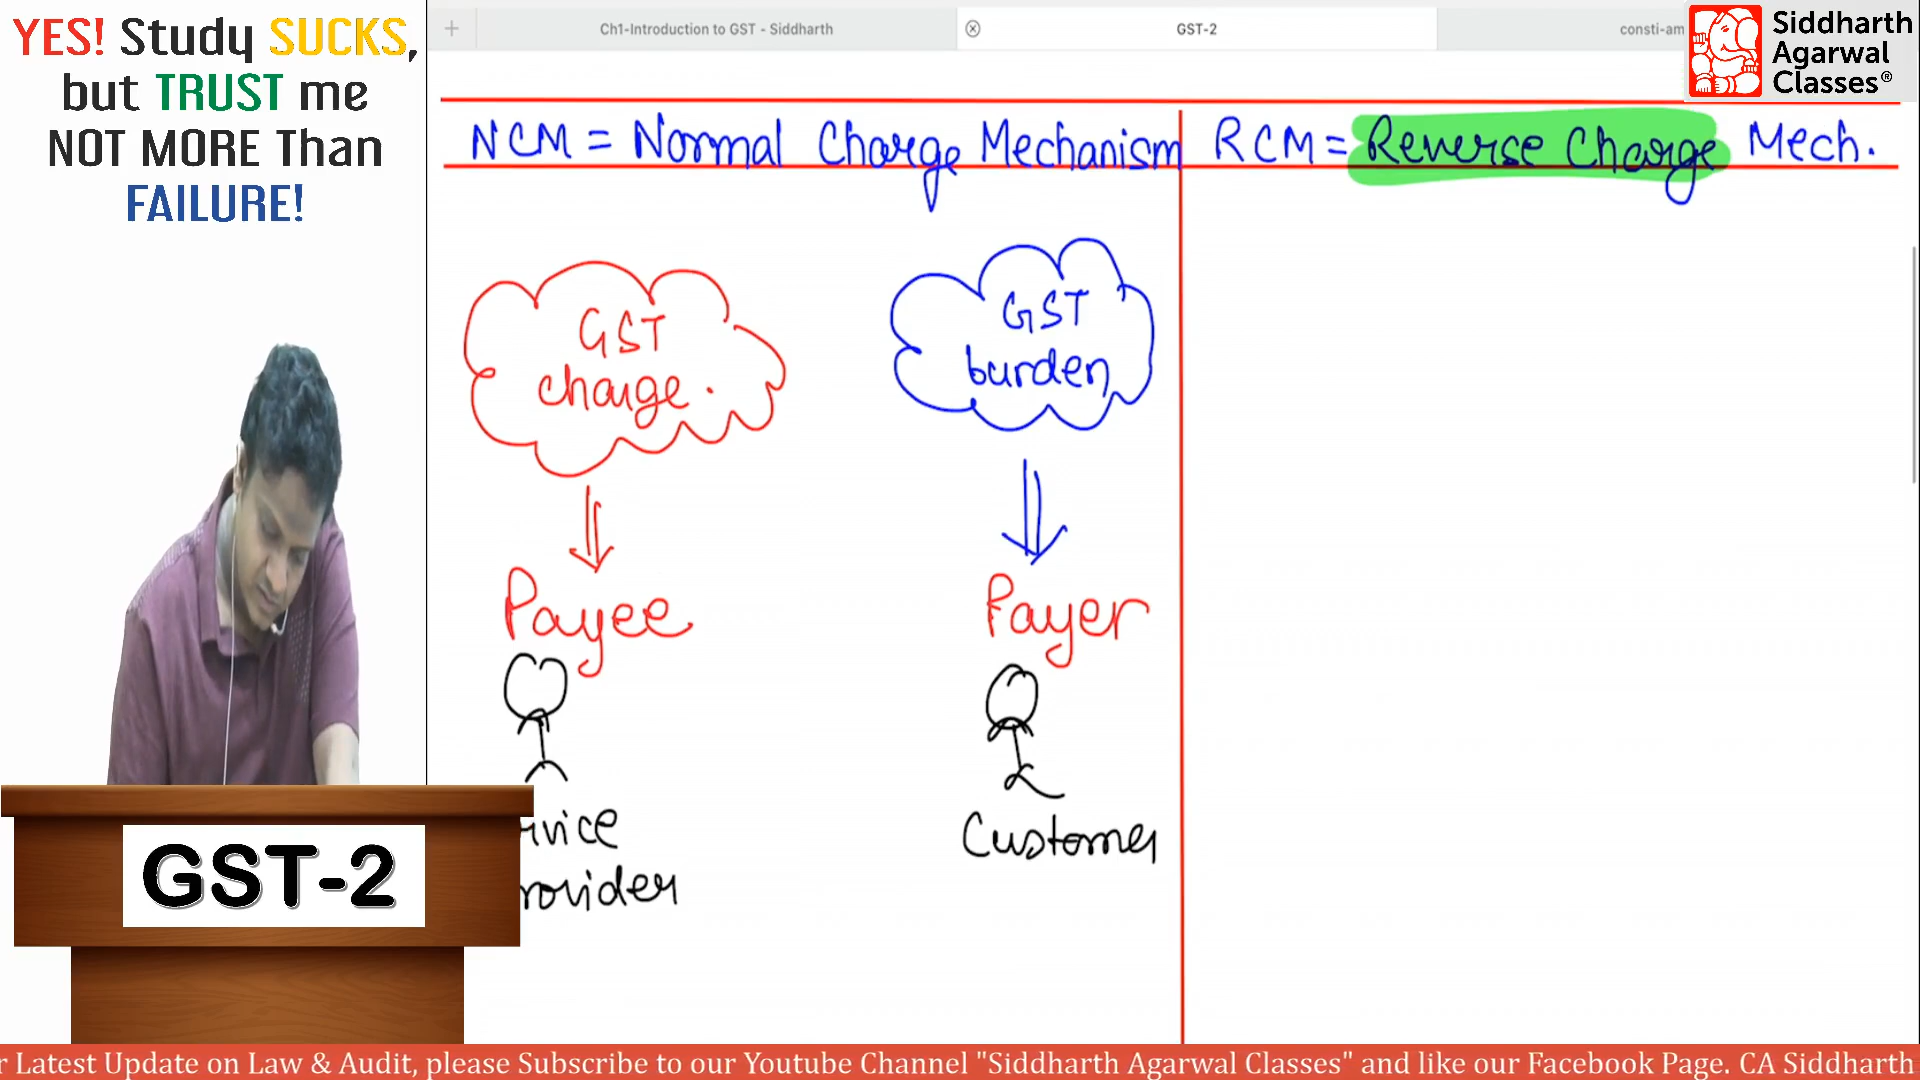 YES! Study SUCKS,
but TRUST me
NOT MORE Than
FAILURE!
Ch1-Introduction to GST - Siddharth
GST-2
consti-am
Siddharth
Agarwal
Classes®
NCM = Normal Charge Mechanism
RCM = Reverse Charge Mech.
GST
charge.
GST
burden
Payee
Payer
rvice
rovider
Customer
GST-2
r Latest Update on Law & Audit, please Subscribe to our Youtube Channel "Siddharth Agarwal Classes" and like our Facebook Page. CA Siddharth